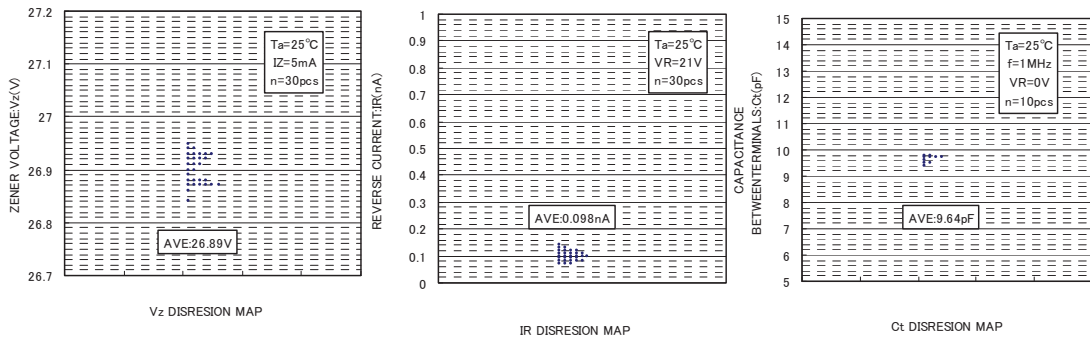 ZENER VOLTAGE:Vz(V)
27.2
27.1
27
26.9
26.8
26.7
Ta=25°C
IZ=5mA
n=30pcs
AVE:26.89V
Vz DISRESION MAP
REVERSE CURRENT:IR(nA)
1
0.9
0.8
0.7
0.6
0.5
0.4
0.3
0.2
0.1
0
Ta=25°C
VR=21V
n=30pcs
AVE:0.098nA
IR DISRESION MAP
CAPACITANCE
BETWEENTERMINALS:Ct(pF)
15
14
13
12
11
10
9
8
7
6
5
Ta=25°C
f=1MHz
VR=0V
n=10pcs
AVE:9.64pF
Ct DISRESION MAP